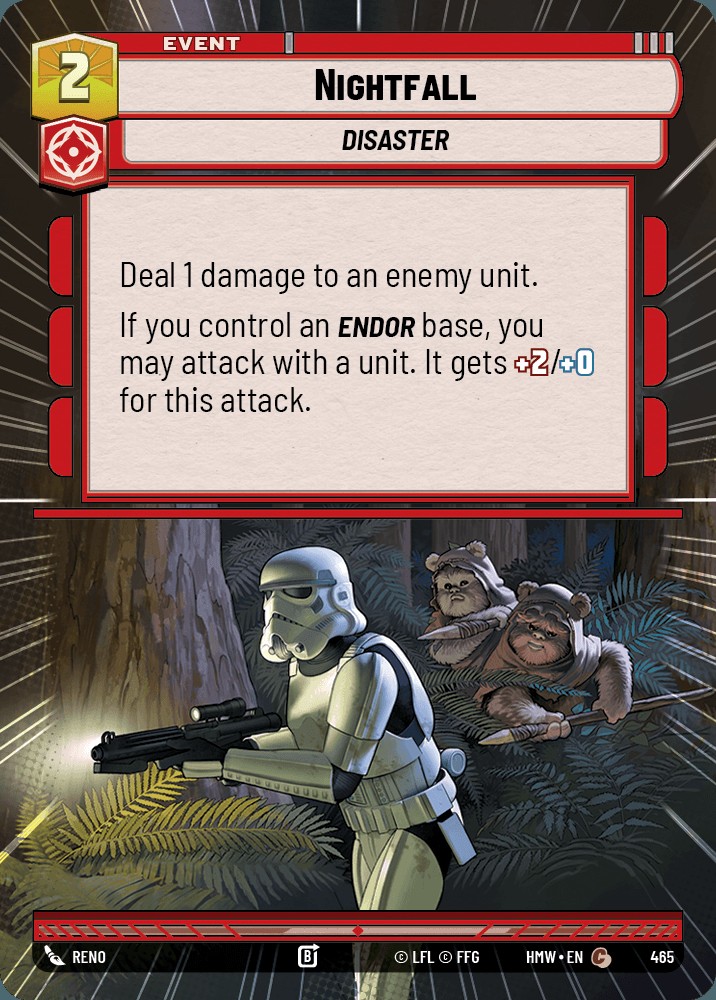 EVENT
2
NIGHTFALL
DISASTER
Deal 1 damage to an enemy unit.
If you control an ENDOR base, you
may attack with a unit. It gets +2/+0
for this attack.
RENO
B
© LFL © FFG
HMW • EN
C
465